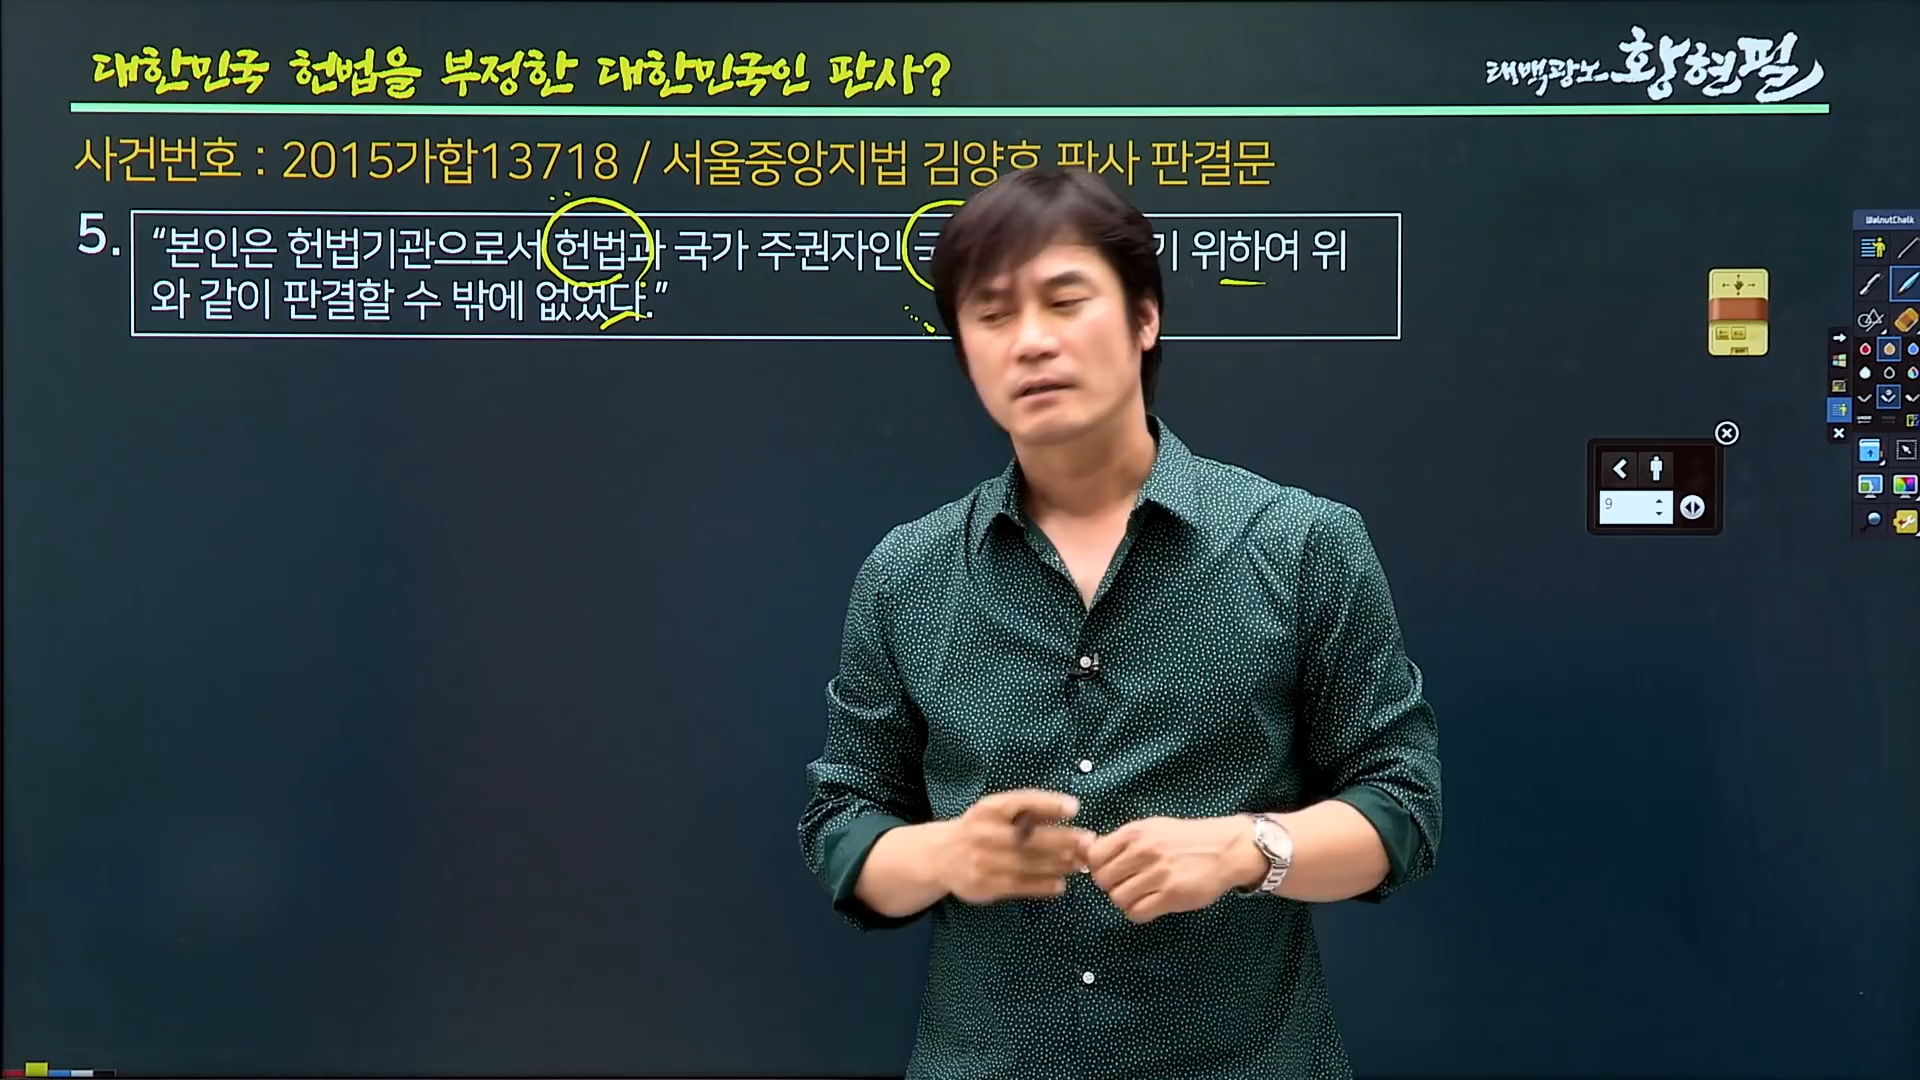 대한민국 헌법을 부정한 대한민국인 판사?
태백광노 황현필
사건번호 : 2015가합13718 / 서울중앙지법 김양호 판사 판결문
5. “본인은 헌법기관으로서 헌법과 국가 주권자인 위하여 위
와 같이 판결할 수 밖에 없었다.”
WalnutChalk
9